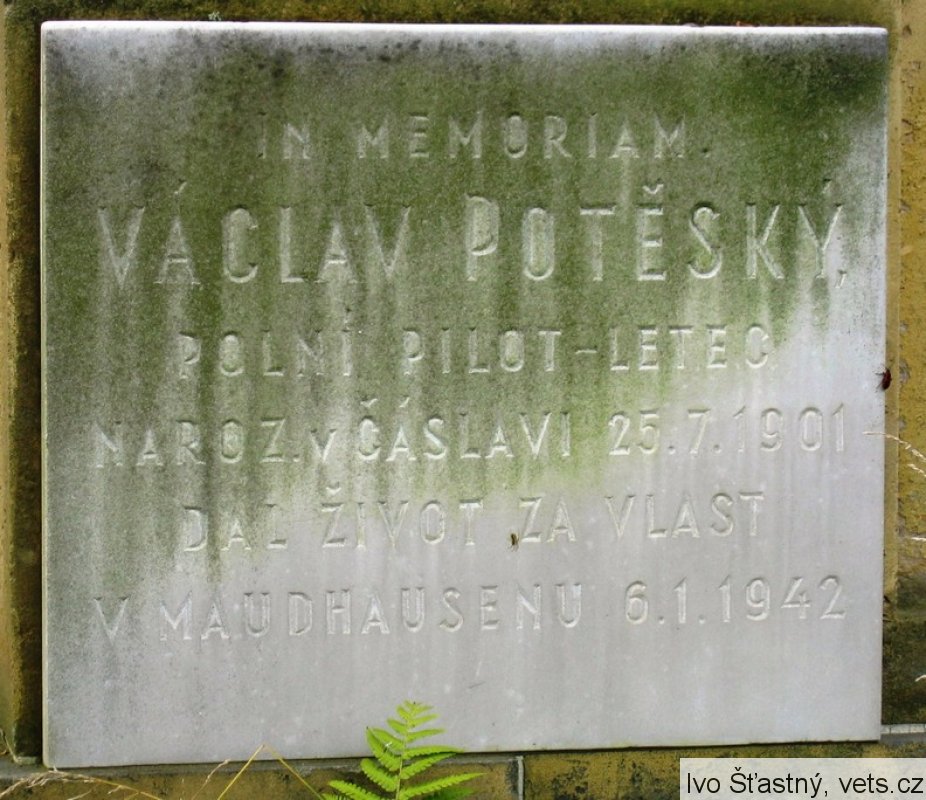 IN MEMORIAM.
VÁCLAV POTĚSKÝ,
POLNÍ PILOT-LETEC
NAROZ. v ČÁSLAVI 25.7.1901
DAL ŽIVOT ZA VLAST
V MAUDHAUSENU 6.1.1942
Ivo Šťastný, vets.cz